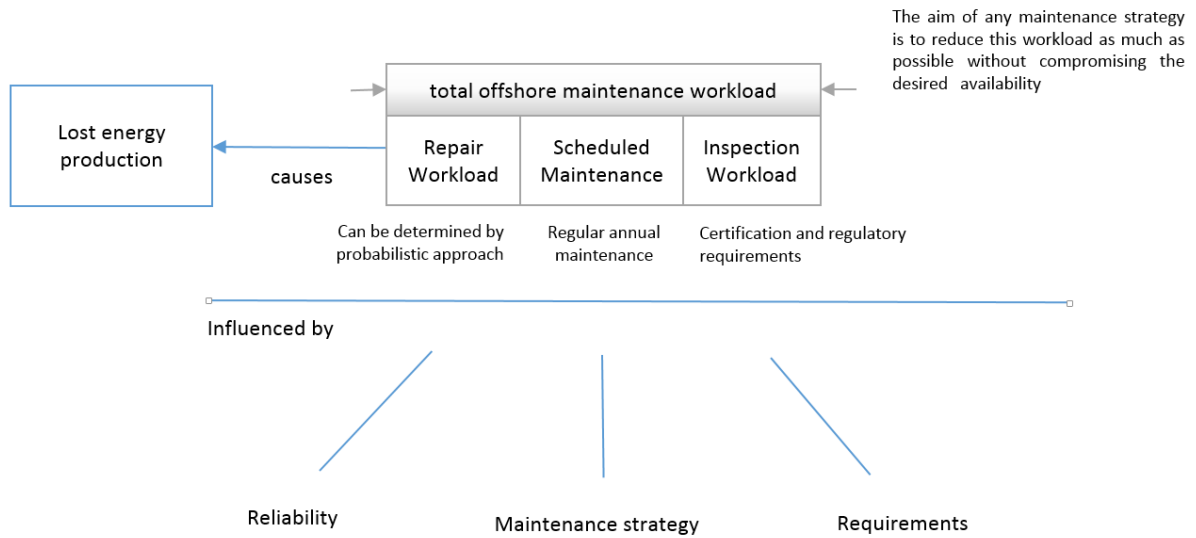 The aim of any maintenance strategy
is to reduce this workload as much as
possible without compromising the
desired availability
total offshore maintenance workload
Lost energy
production
causes
Repair
Workload
Scheduled
Maintenance
Inspection
Workload
Can be determined by
probabilistic approach
Regular annual
maintenance
Certification and regulatory
requirements
Influenced by
Reliability
Maintenance strategy
Requirements